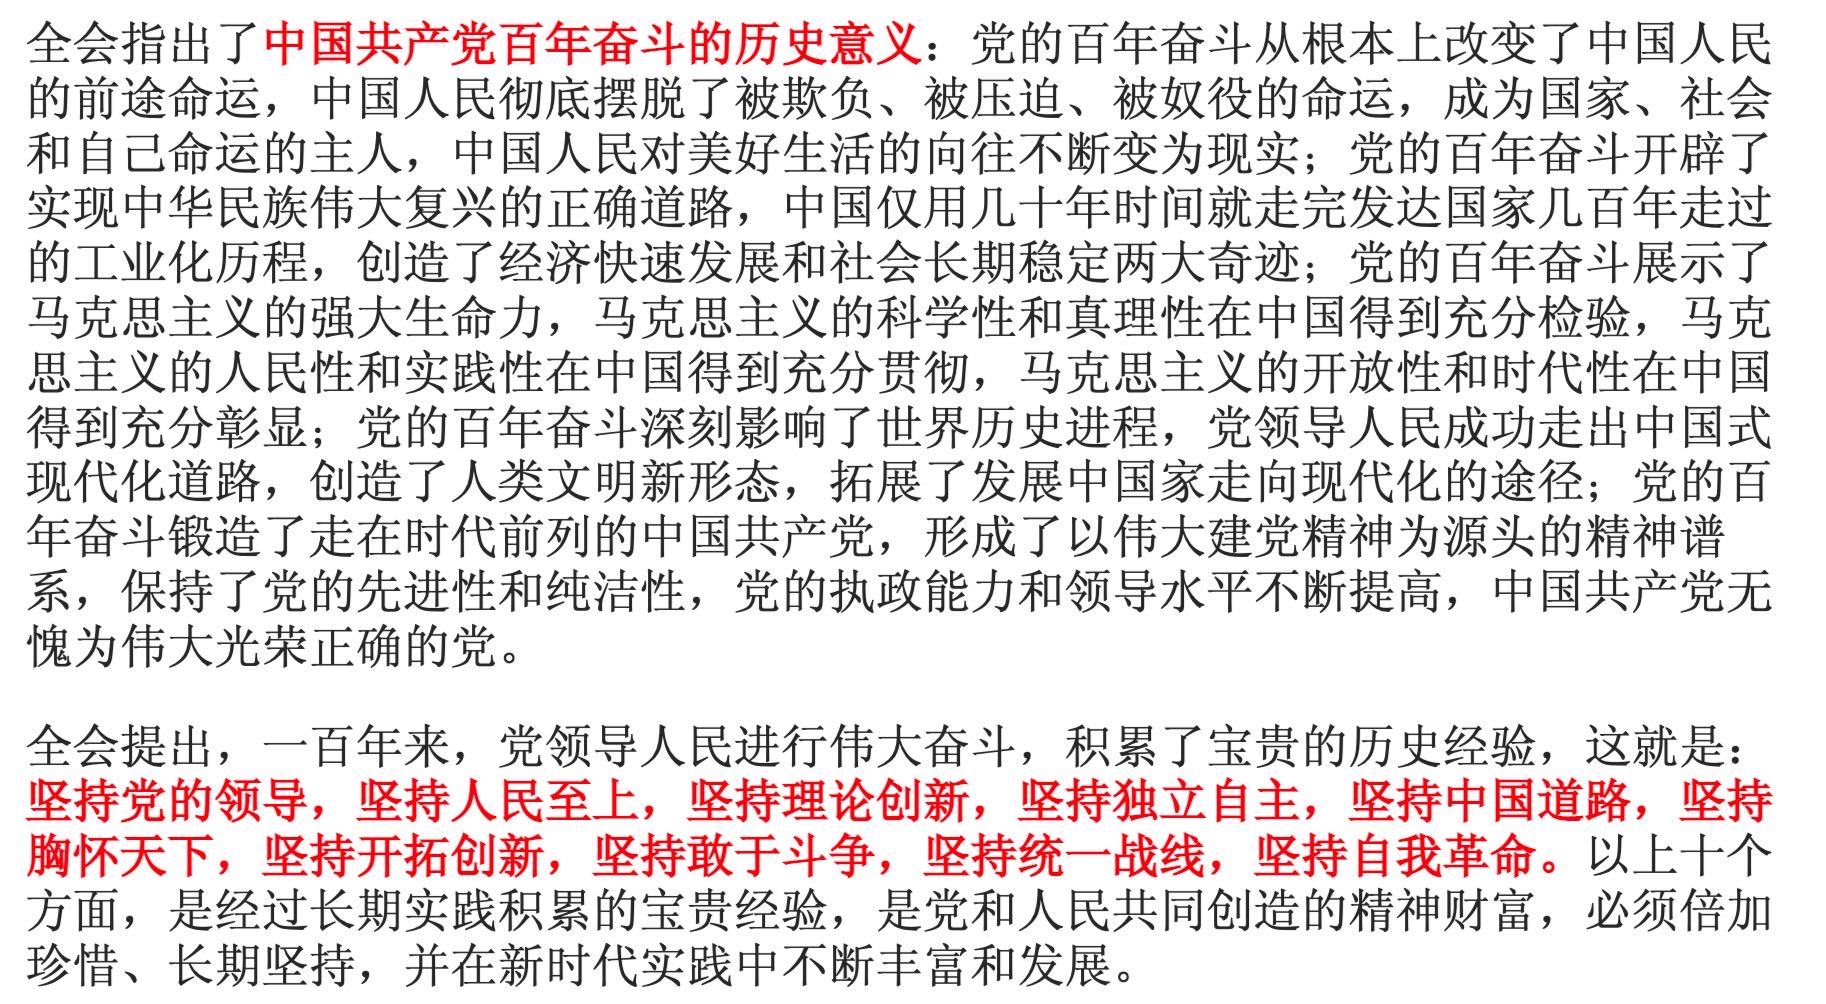 全会指出了中国共产党百年奋斗的历史意义：党的百年奋斗从根本上改变了中国人民
的前途命运，中国人民彻底摆脱了被欺负、被压迫、被奴役的命运，成为国家、社会
和自己命运的主人，中国人民对美好生活的向往不断变为现实；党的百年奋斗开辟了
实现中华民族伟大复兴的正确道路，中国仅用几十年时间就走完发达国家几百年走过
的工业化历程，创造了经济快速发展和社会长期稳定两大奇迹；党的百年奋斗展示了
马克思主义的强大生命力，马克思主义的科学性和真理性在中国得到充分检验，马克
思主义的人民性和实践性在中国得到充分贯彻，马克思主义的开放性和时代性在中国
得到充分彰显；党的百年奋斗深刻影响了世界历史进程，党领导人民成功走出中国式
现代化道路，创造了人类文明新形态，拓展了发展中国家走向现代化的途径；党的百
年奋斗锻造了走在时代前列的中国共产党，形成了以伟大建党精神为源头的精神谱
系，保持了党的先进性和纯洁性，党的执政能力和领导水平不断提高，中国共产党无
愧为伟大光荣正确的党。
全会提出，一百年来，党领导人民进行伟大奋斗，积累了宝贵的历史经验，这就是：
坚持党的领导，坚持人民至上，坚持理论创新，坚持独立自主，坚持中国道路，坚持
胸怀天下，坚持开拓创新，坚持敢于斗争，坚持统一战线，坚持自我革命。以上十个
方面，是经过长期实践积累的宝贵经验，是党和人民共同创造的精神财富，必须倍加
珍惜、长期坚持，并在新时代实践中不断丰富和发展。